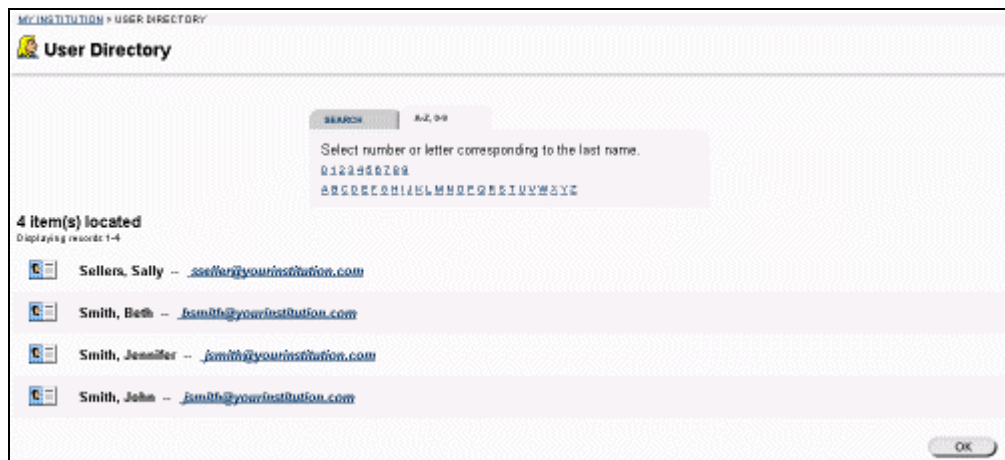 MY INSTITUTION > USER DIRECTORY
User Directory
SEARCH A-Z, 0-9
Select number or letter corresponding to the last name.
0 1 2 3 4 5 6 7 8 9
A B C D E F G H I J K L M N O P Q R S T U V W X Y Z
4 item(s) located
Displaying records 1-4
Sellers, Sally -- sseller@yourinstitution.com
Smith, Beth -- bsmith@yourinstitution.com
Smith, Jennifer -- jsmith@yourinstitution.com
Smith, John -- jsmith@yourinstitution.com
OK